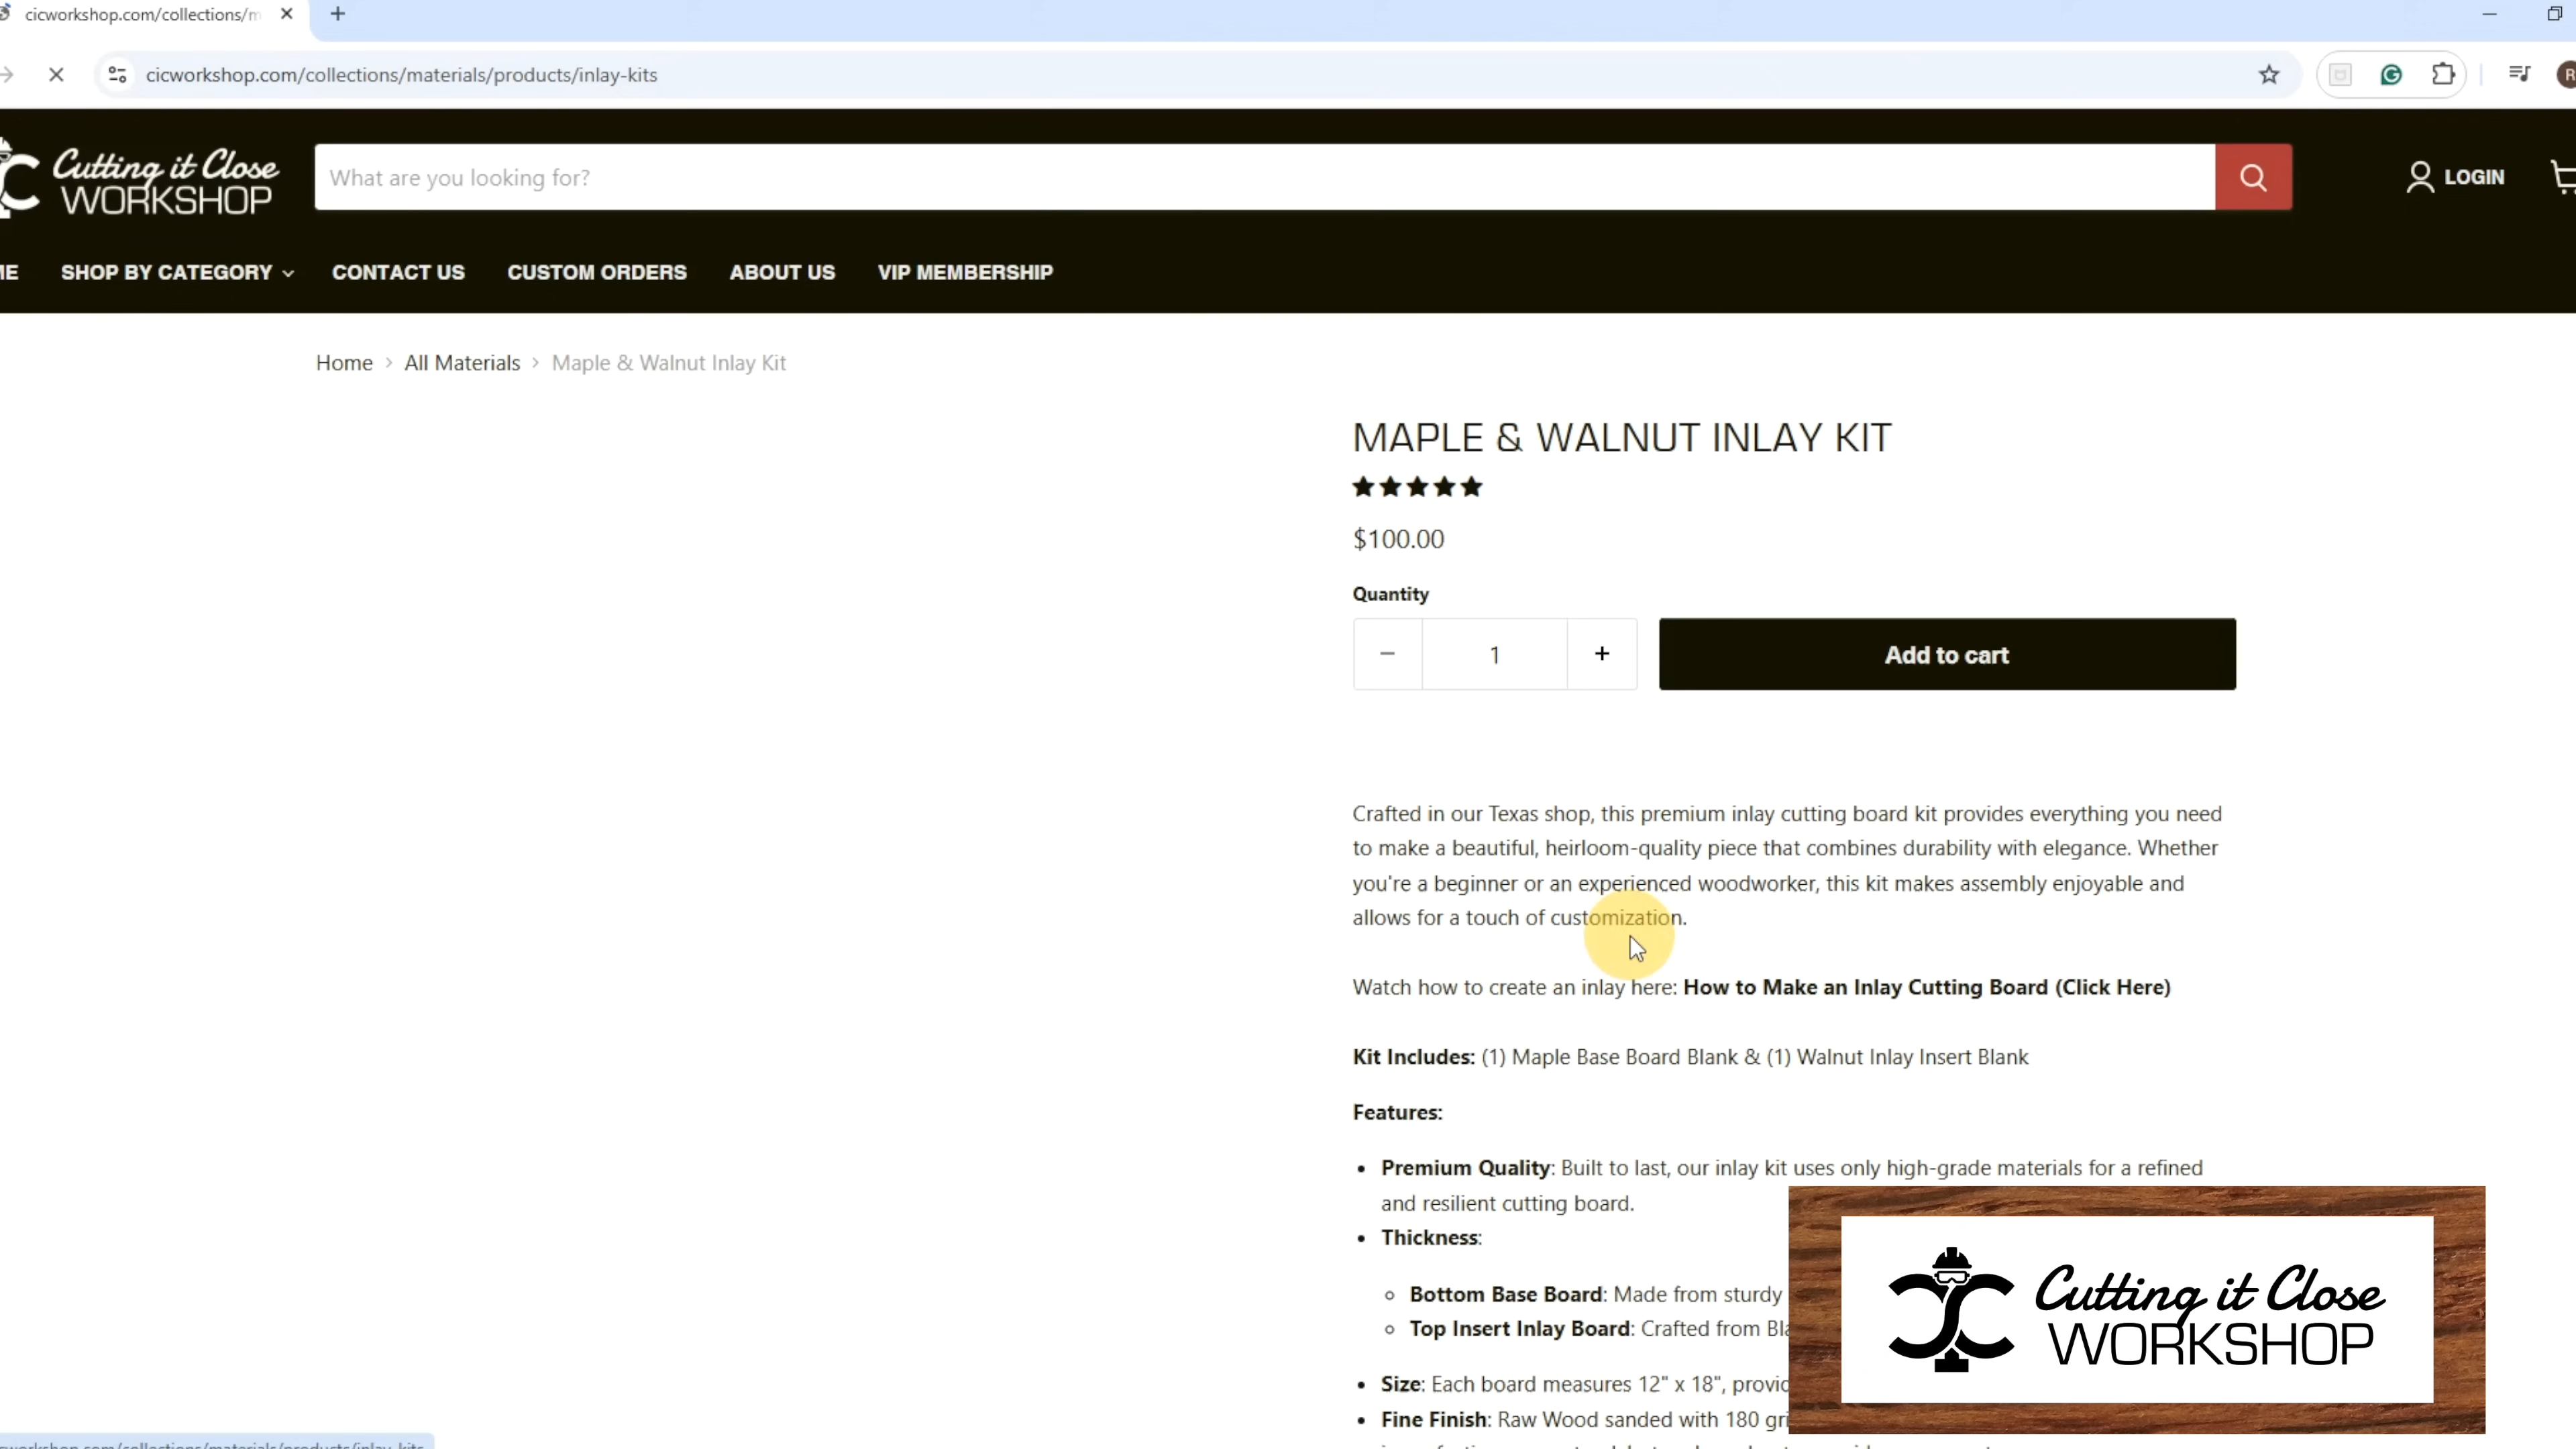 cicworkshop.com/collections/m
cicworkshop.com/collections/materials/products/inlay-kits
Cutting it Close
WORKSHOP
What are you looking for?
LOGIN
SHOP BY CATEGORY
CONTACT US
CUSTOM ORDERS
ABOUT US
VIP MEMBERSHIP
Home > All Materials > Maple & Walnut Inlay Kit
MAPLE & WALNUT INLAY KIT
$100.00
Quantity
− 1 +
Add to cart
Crafted in our Texas shop, this premium inlay cutting board kit provides everything you need
to make a beautiful, heirloom-quality piece that combines durability with elegance. Whether
you're a beginner or an experienced woodworker, this kit makes assembly enjoyable and
allows for a touch of customization.
Watch how to create an inlay here: How to Make an Inlay Cutting Board (Click Here)
Kit Includes: (1) Maple Base Board Blank & (1) Walnut Inlay Insert Blank
Features:
• Premium Quality: Built to last, our inlay kit uses only high-grade materials for a refined
and resilient cutting board.
• Thickness:
Bottom Base Board: Made from sturdy
Top Insert Inlay Board: Crafted from
• Size: Each board measures 12" x 18",
• Fine Finish: Raw Wood sanded with 180
Cutting it Close
WORKSHOP